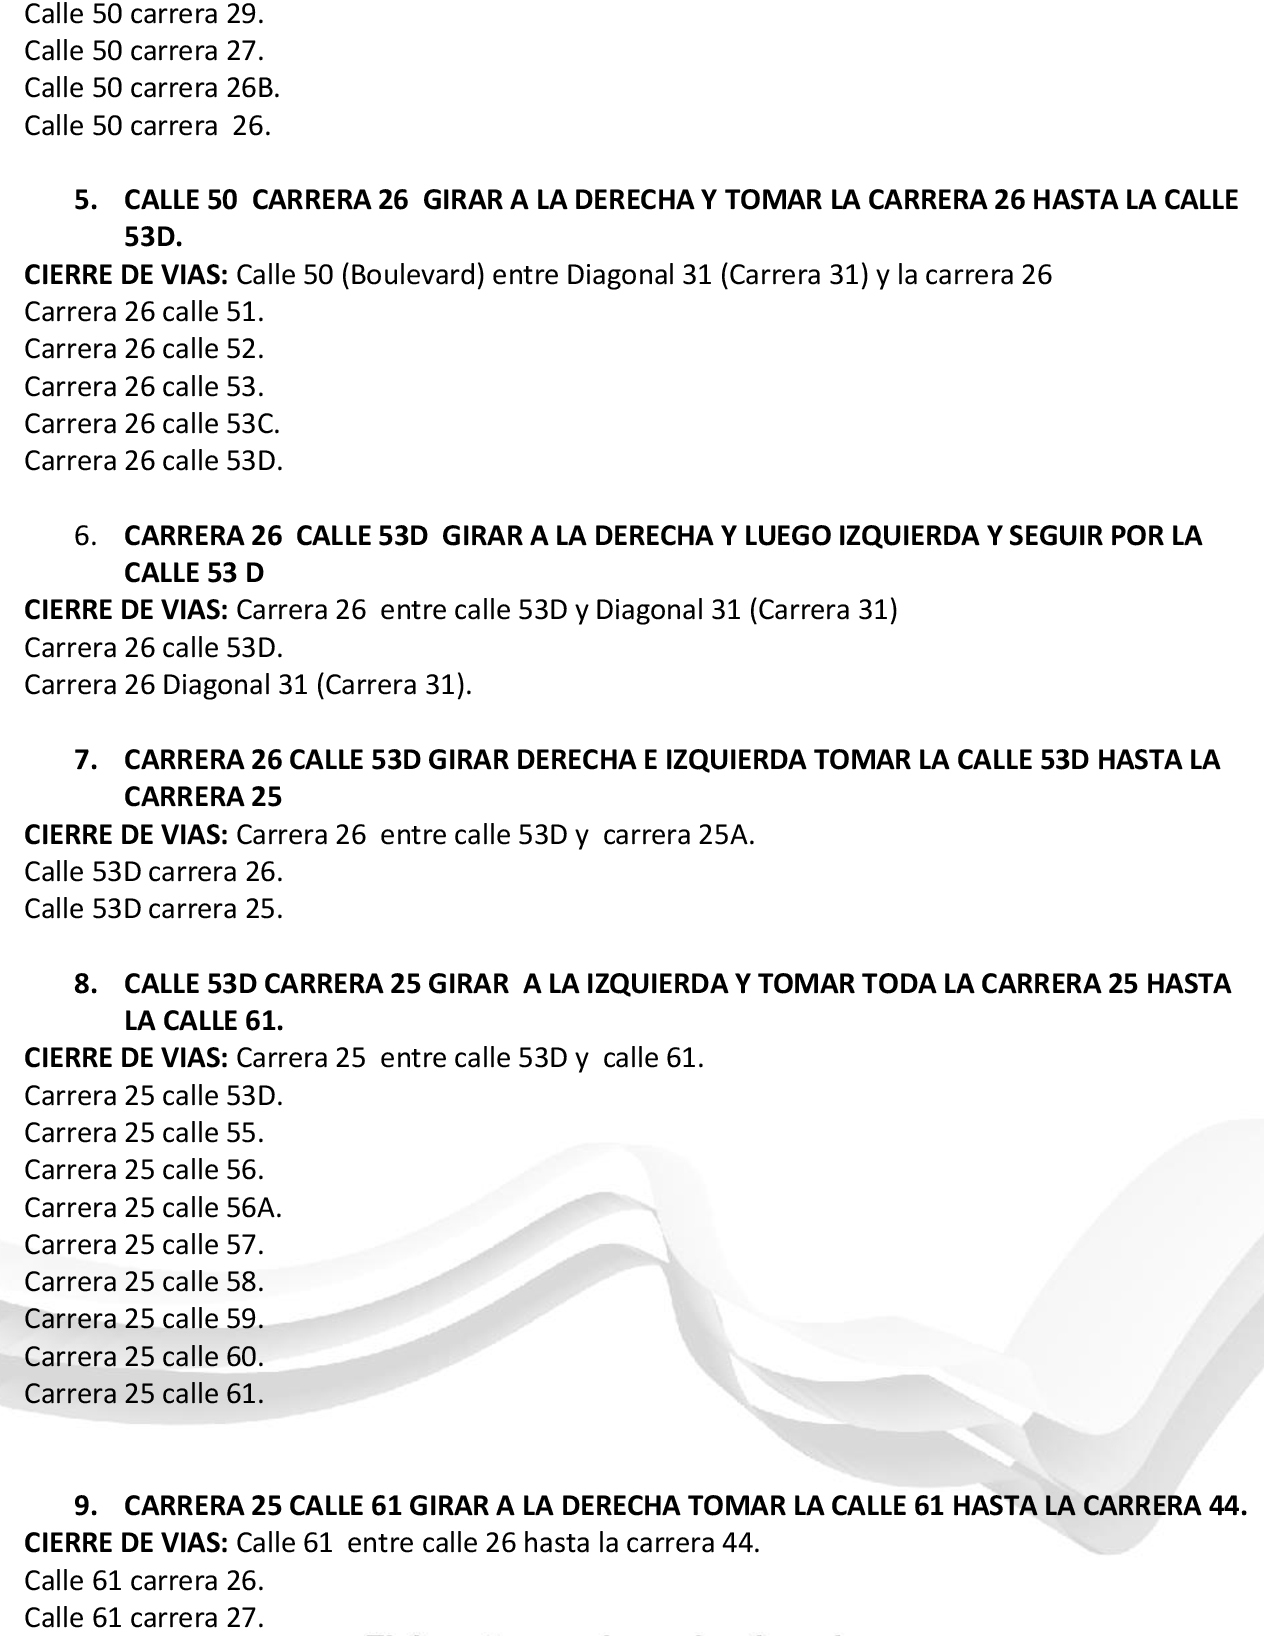 Calle 50 carrera 29.
Calle 50 carrera 27.
Calle 50 carrera 26B.
Calle 50 carrera  26.
5. CALLE 50  CARRERA 26  GIRAR A LA DERECHA Y TOMAR LA CARRERA 26 HASTA LA CALLE
53D.
CIERRE DE VIAS: Calle 50 (Boulevard) entre Diagonal 31 (Carrera 31) y la carrera 26
Carrera 26 calle 51.
Carrera 26 calle 52.
Carrera 26 calle 53.
Carrera 26 calle 53C.
Carrera 26 calle 53D.
6. CARRERA 26  CALLE 53D  GIRAR A LA DERECHA Y LUEGO IZQUIERDA Y SEGUIR POR LA
CALLE 53 D
CIERRE DE VIAS: Carrera 26  entre calle 53D y Diagonal 31 (Carrera 31)
Carrera 26 calle 53D.
Carrera 26 Diagonal 31 (Carrera 31).
7. CARRERA 26 CALLE 53D GIRAR DERECHA E IZQUIERDA TOMAR LA CALLE 53D HASTA LA
CARRERA 25
CIERRE DE VIAS: Carrera 26  entre calle 53D y  carrera 25A.
Calle 53D carrera 26.
Calle 53D carrera 25.
8. CALLE 53D CARRERA 25 GIRAR  A LA IZQUIERDA Y TOMAR TODA LA CARRERA 25 HASTA
LA CALLE 61.
CIERRE DE VIAS: Carrera 25  entre calle 53D y  calle 61.
Carrera 25 calle 53D.
Carrera 25 calle 55.
Carrera 25 calle 56.
Carrera 25 calle 56A.
Carrera 25 calle 57.
Carrera 25 calle 58.
Carrera 25 calle 59.
Carrera 25 calle 60.
Carrera 25 calle 61.
9. CARRERA 25 CALLE 61 GIRAR A LA DERECHA TOMAR LA CALLE 61 HASTA LA CARRERA 44.
CIERRE DE VIAS: Calle 61  entre calle 26 hasta la carrera 44.
Calle 61 carrera 26.
Calle 61 carrera 27.